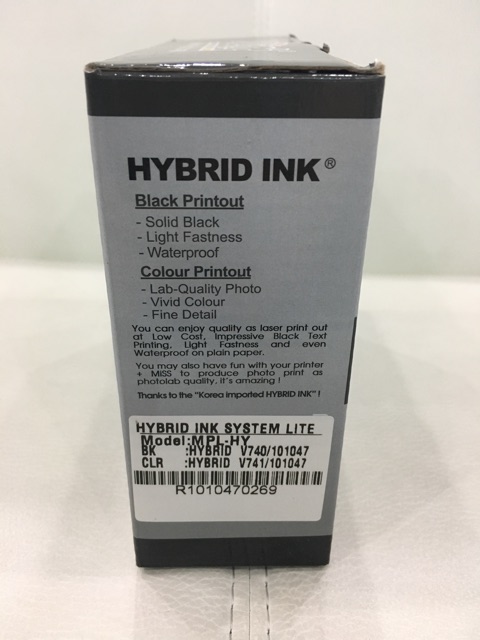 HYBRID INK®
Black Printout
- Solid Black
- Light Fastness
- Waterproof
Colour Printout
- Lab-Quality Photo
- Vivid Colour
- Fine Detail
You can enjoy quality as laser print out
at Low Cost, Impressive Black Text
Printing, Light Fastness and even
Waterproof on plain paper.
You may also have fun with your printer
+ MISS to produce photo print as
photolab quality, it's amazing !
Thanks to the "Korea imported HYBRID INK" !
HYBRID INK SYSTEM LITE
Model:MPL-HY
BK :HYBRID V740/101047
CLR :HYBRID V741/101047
R1010470269